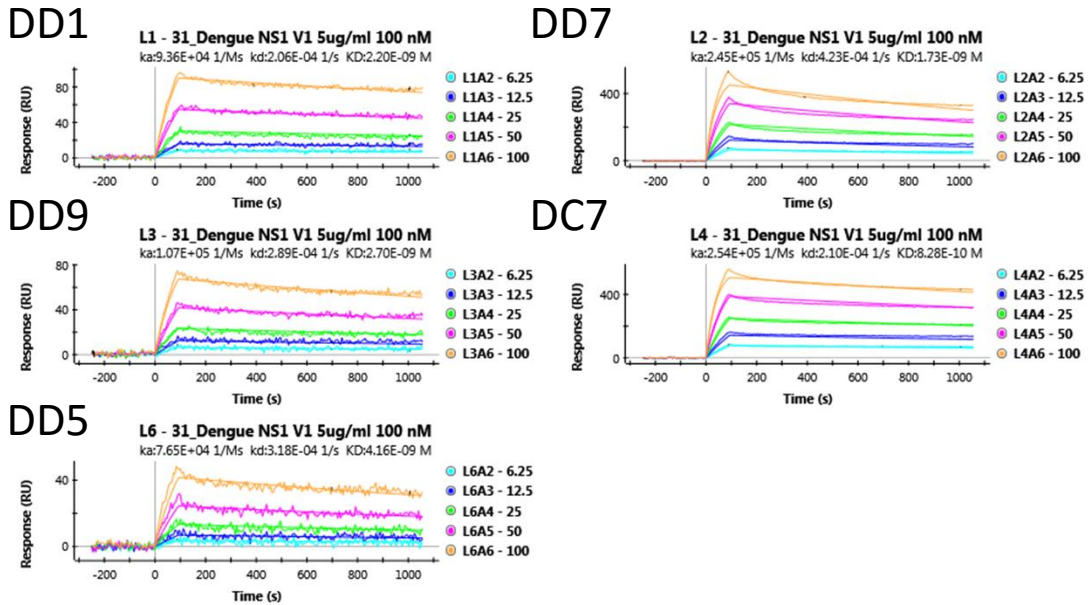 DD1
L1 - 31_Dengue NS1 V1 5ug/ml 100 nM
ka:9.36E+04 1/Ms kd:2.06E-04 1/s KD:2.20E-09 M
Response (RU)
80
40
0
-200 0 200 400 600 800 1000
Time (s)
L1A2 - 6.25
L1A3 - 12.5
L1A4 - 25
L1A5 - 50
L1A6 - 100
DD7
L2 - 31_Dengue NS1 V1 5ug/ml 100 nM
ka:2.45E+05 1/Ms kd:4.23E-04 1/s KD:1.73E-09 M
Response (RU)
400
0
-200 0 200 400 600 800 1000
Time (s)
L2A2 - 6.25
L2A3 - 12.5
L2A4 - 25
L2A5 - 50
L2A6 - 100
DD9
L3 - 31_Dengue NS1 V1 5ug/ml 100 nM
ka:1.07E+05 1/Ms kd:2.89E-04 1/s KD:2.70E-09 M
Response (RU)
80
40
0
-200 0 200 400 600 800 1000
Time (s)
L3A2 - 6.25
L3A3 - 12.5
L3A4 - 25
L3A5 - 50
L3A6 - 100
DC7
L4 - 31_Dengue NS1 V1 5ug/ml 100 nM
ka:2.54E+05 1/Ms kd:2.10E-04 1/s KD:8.28E-10 M
Response (RU)
400
0
-200 0 200 400 600 800 1000
Time (s)
L4A2 - 6.25
L4A3 - 12.5
L4A4 - 25
L4A5 - 50
L4A6 - 100
DD5
L6 - 31_Dengue NS1 V1 5ug/ml 100 nM
ka:7.65E+04 1/Ms kd:3.18E-04 1/s KD:4.16E-09 M
Response (RU)
40
0
-200 0 200 400 600 800 1000
Time (s)
L6A2 - 6.25
L6A3 - 12.5
L6A4 - 25
L6A5 - 50
L6A6 - 100